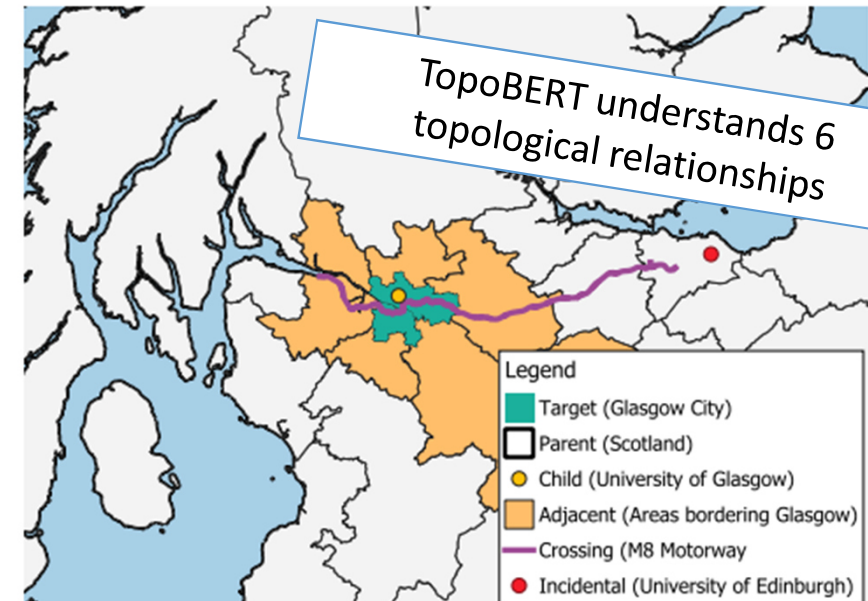 TopoBERT understands 6
topological relationships
Legend
Target (Glasgow City)
Parent (Scotland)
Child (University of Glasgow)
Adjacent (Areas bordering Glasgow)
Crossing (M8 Motorway
Incidental (University of Edinburgh)